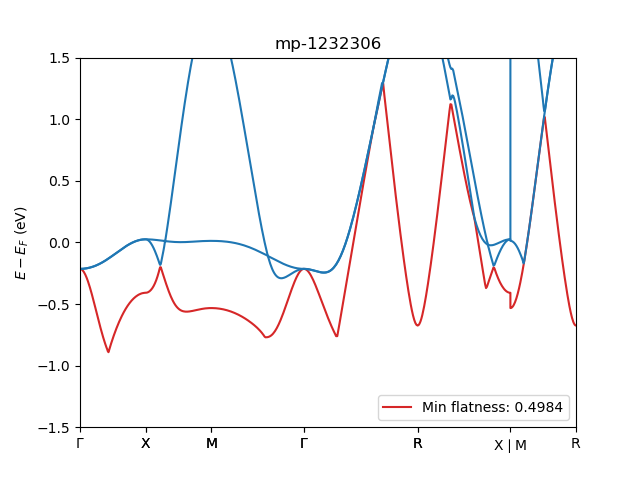 mp-1232306
E − E_F (eV)
1.5
1.0
0.5
0.0
−0.5
−1.0
−1.5
Min flatness: 0.4984
Γ X M Γ R X | M R